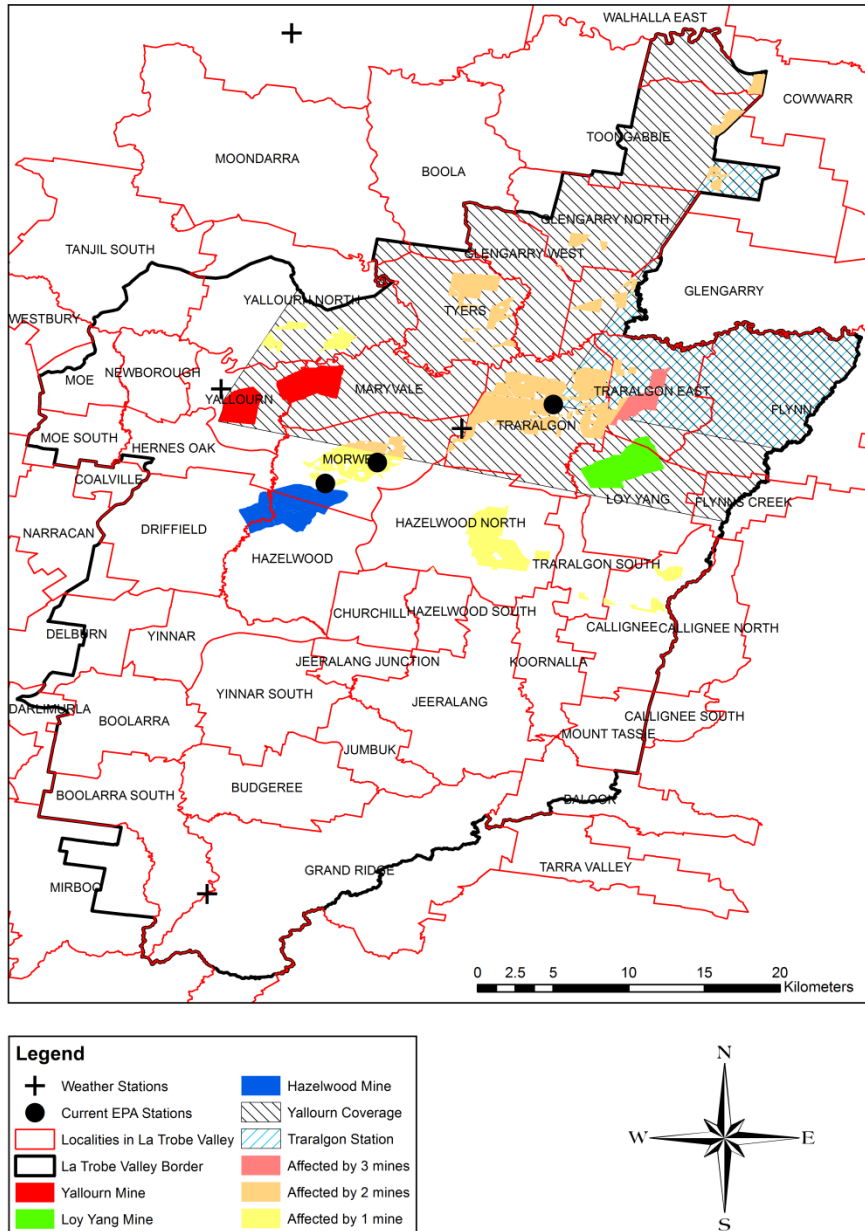 WALHALLA EAST
COWWARR
TOONGABBIE
MOONDARRA
BOOLA
GLENGARRY NORTH
TANJIL SOUTH
GLENGARRY WEST
GLENGARRY
YALLOURN NORTH
TYERS
WESTBURY
MOE
NEWBOROUGH
YALLOURN
MARYVALE
TRARALGON EAST
FLYNN
TRARALGON
MOE SOUTH
HERNES OAK
MORWE
COALVILLE
LOY YANG
FLYNNS CREEK
NARRACAN
DRIFFIELD
HAZELWOOD NORTH
HAZELWOOD
TRARALGON SOUTH
CHURCHILL
HAZELWOOD SOUTH
DELBURN
YINNAR
CALLIGNEE
CALLIGNEE NORTH
JEERALANG JUNCTION
KOORNALLA
YINNAR SOUTH
JEERALANG
DARLIMURLA
BOOLARRA
CALLIGNEE SOUTH
MOUNT TASSIE
JUMBUK
BUDGEREE
BOOLARRA SOUTH
BALOOK
GRAND RIDGE
TARRA VALLEY
MIRBOO
0 2.5 5 10 15 20
Kilometers
Legend
Weather Stations
Current EPA Stations
Localities in La Trobe Valley
La Trobe Valley Border
Yallourn Mine
Loy Yang Mine
Hazelwood Mine
Yallourn Coverage
Traralgon Station
Affected by 3 mines
Affected by 2 mines
Affected by 1 mine
N
W E
S